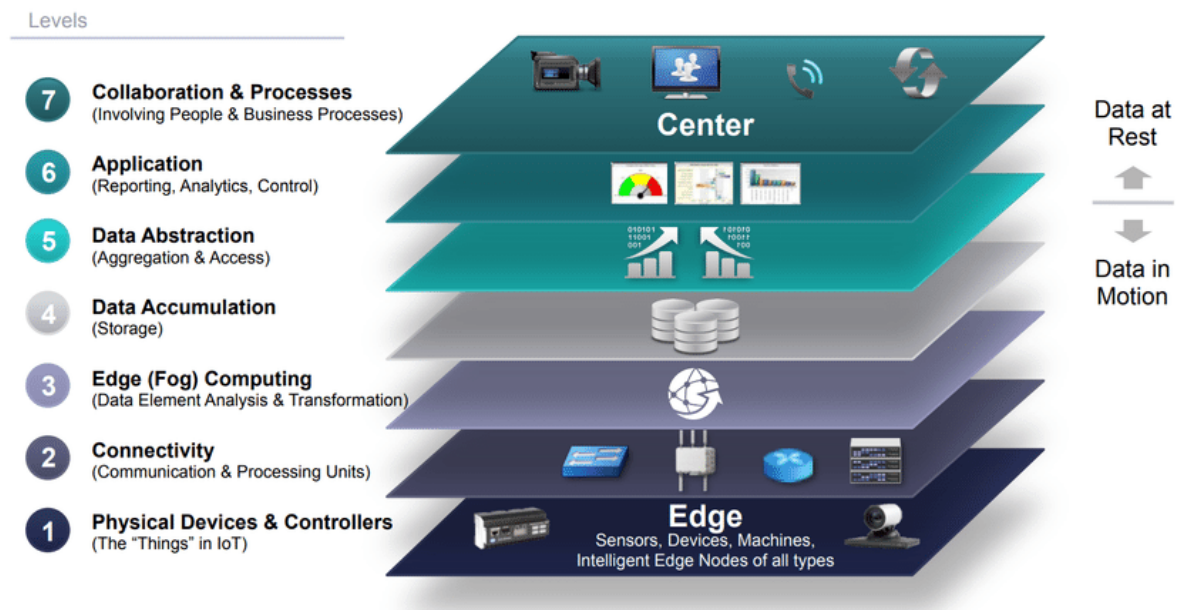 Levels
7
Collaboration & Processes
(Involving People & Business Processes)
6
Application
(Reporting, Analytics, Control)
5
Data Abstraction
(Aggregation & Access)
4
Data Accumulation
(Storage)
3
Edge (Fog) Computing
(Data Element Analysis & Transformation)
2
Connectivity
(Communication & Processing Units)
1
Physical Devices & Controllers
(The “Things” in IoT)
Center
010101
11001
001
Edge
Sensors, Devices, Machines,
Intelligent Edge Nodes of all types
Data at
Rest
Data in
Motion